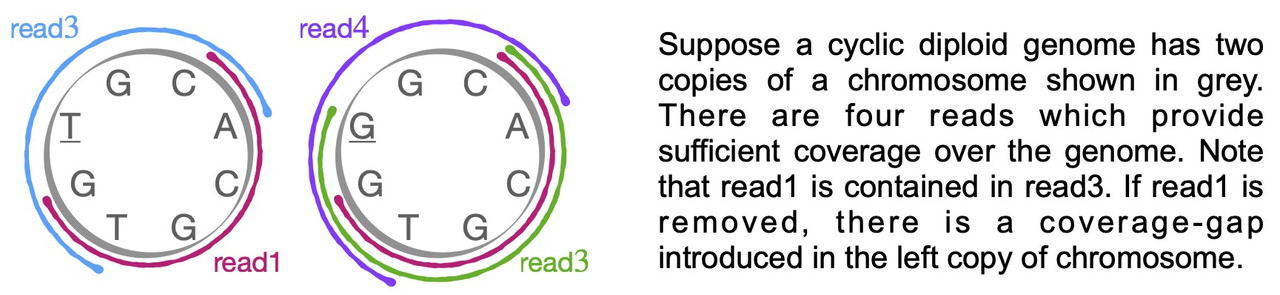 read3
G C
T A
G C
T G
read1
read4
G C
G A
G C
T G
read3
Suppose a cyclic diploid genome has two
copies of a chromosome shown in grey.
There are four reads which provide
sufficient coverage over the genome. Note
that read1 is contained in read3. If read1 is
removed, there is a coverage-gap
introduced in the left copy of chromosome.